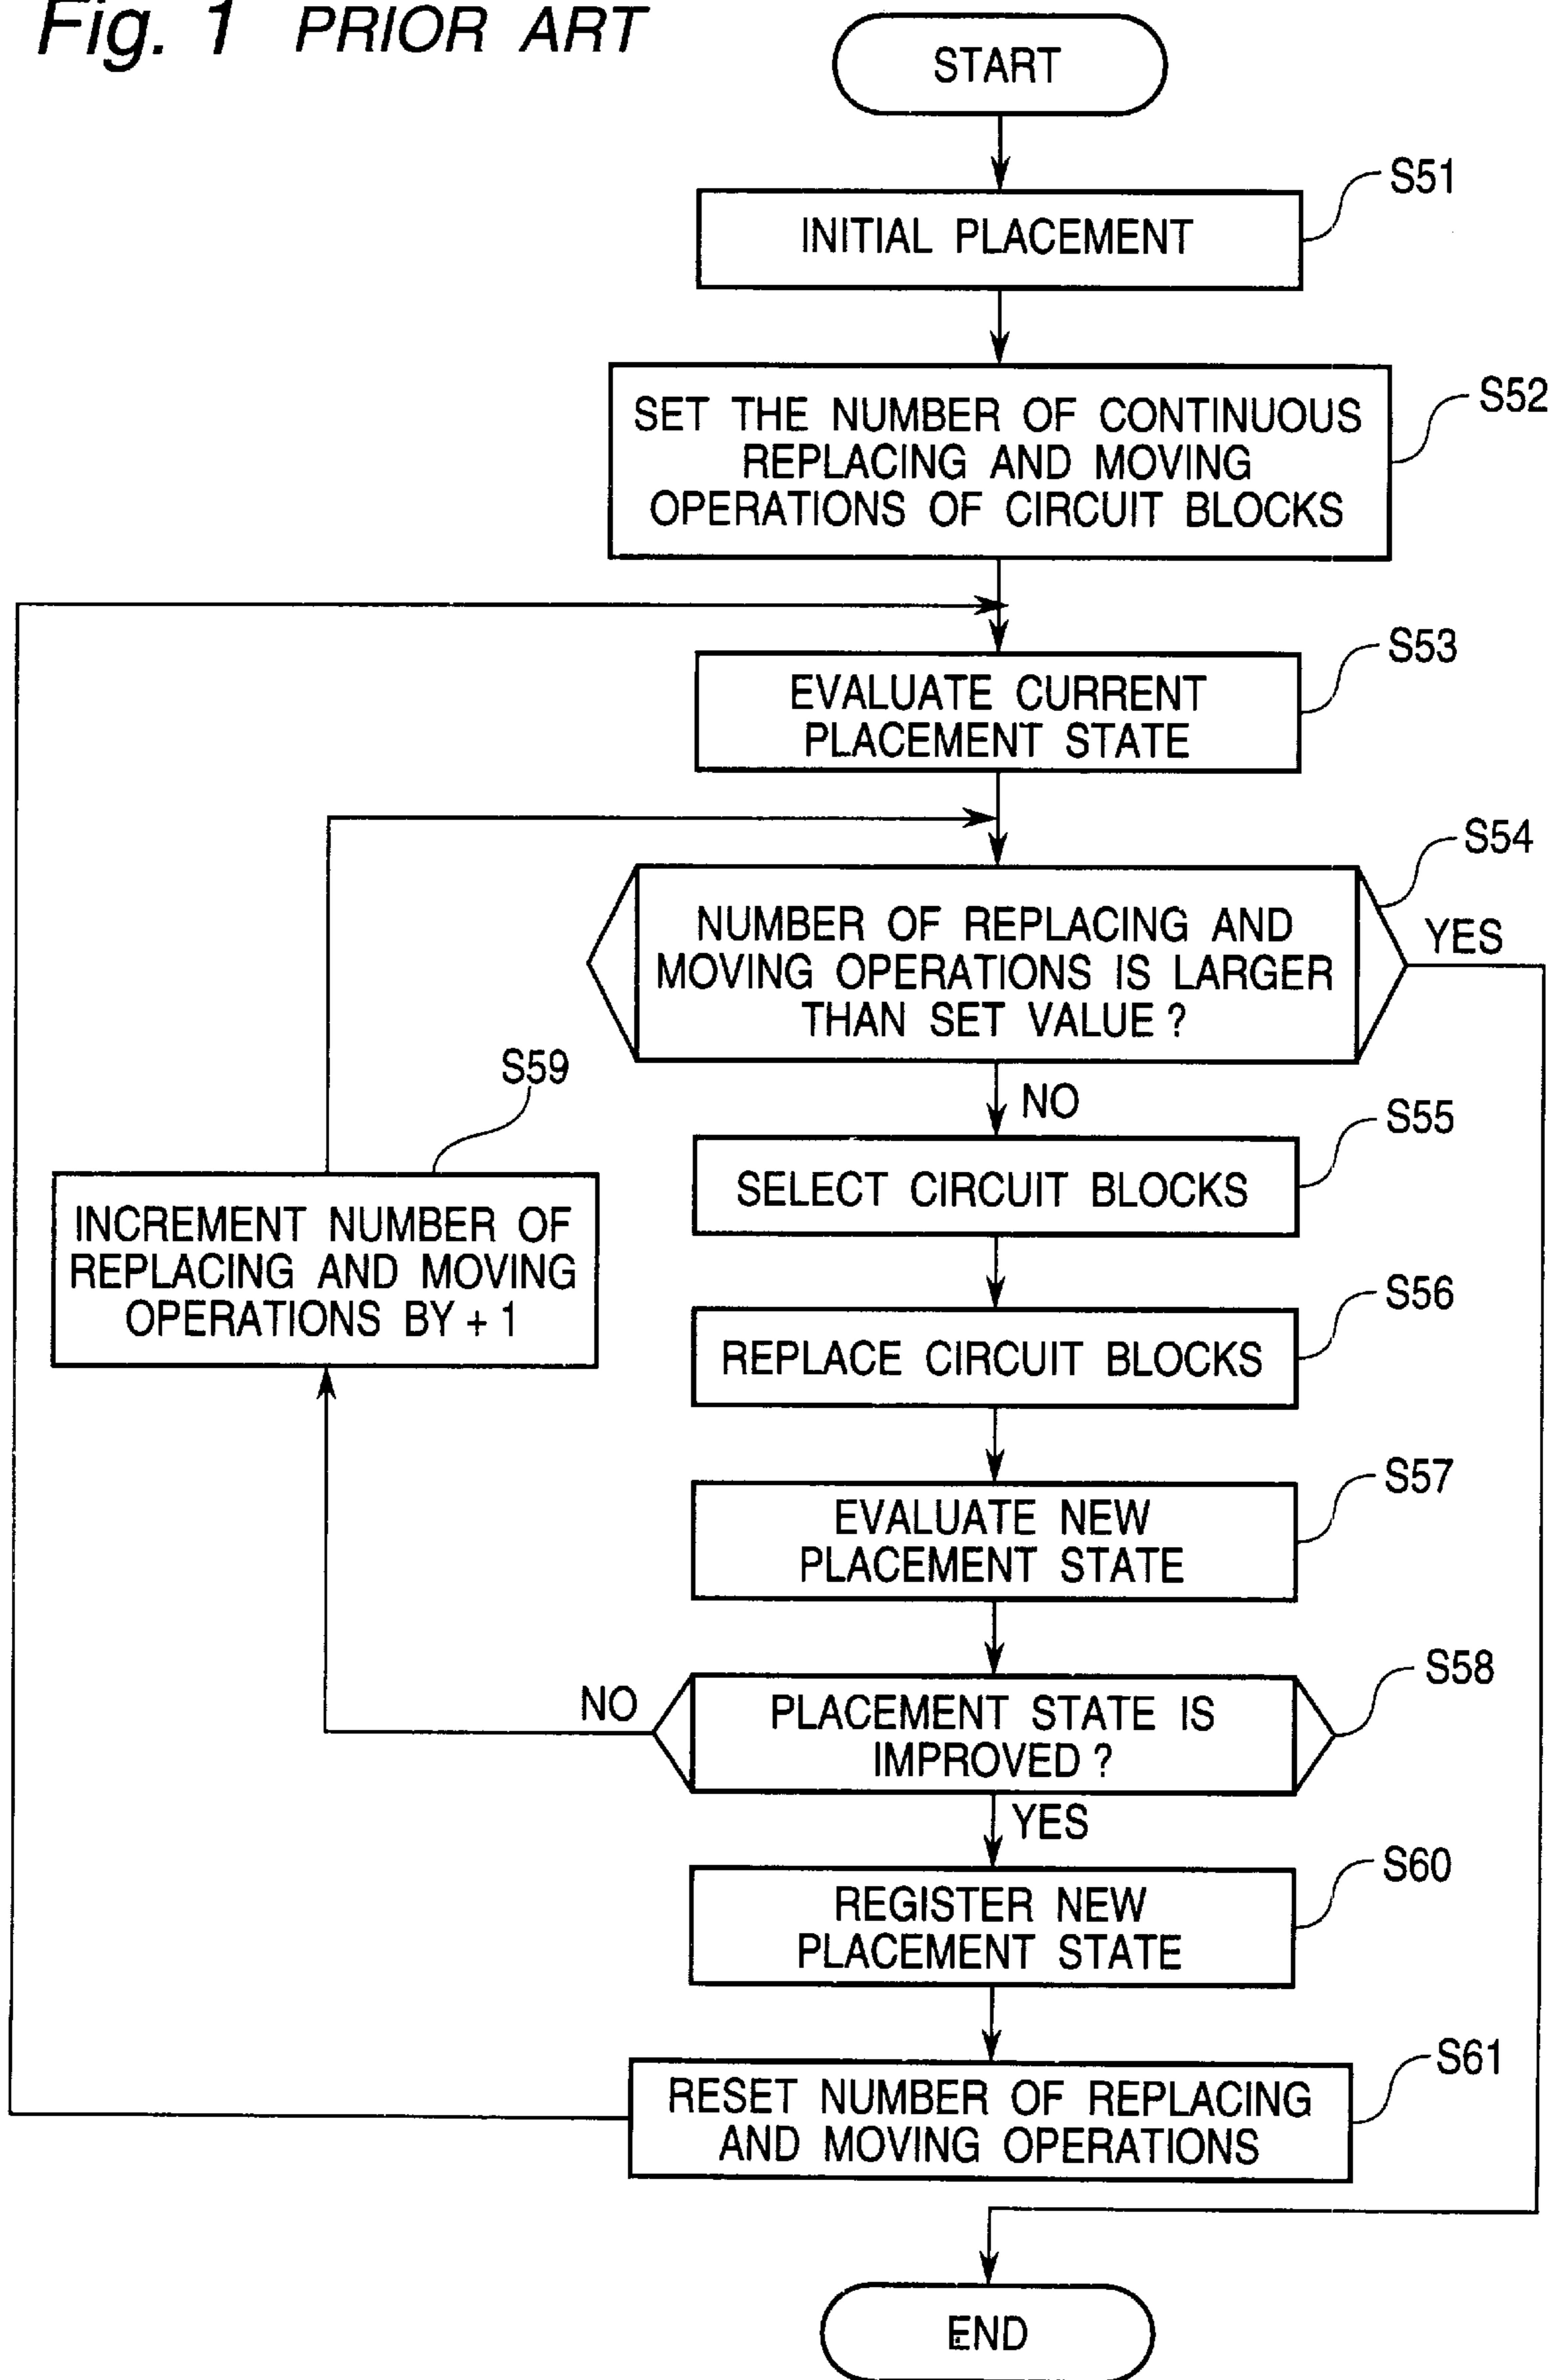 Fig. 1 PRIOR ART
START
S51
INITIAL PLACEMENT
S52
SET THE NUMBER OF CONTINUOUS
REPLACING AND MOVING
OPERATIONS OF CIRCUIT BLOCKS
S53
EVALUATE CURRENT
PLACEMENT STATE
S54
YES
NUMBER OF REPLACING AND
MOVING OPERATIONS IS LARGER
THAN SET VALUE ?
NO
S59
INCREMENT NUMBER OF
REPLACING AND MOVING
OPERATIONS BY + 1
S55
SELECT CIRCUIT BLOCKS
S56
REPLACE CIRCUIT BLOCKS
S57
EVALUATE NEW
PLACEMENT STATE
S58
NO
PLACEMENT STATE IS
IMPROVED ?
YES
S60
REGISTER NEW
PLACEMENT STATE
S61
RESET NUMBER OF REPLACING
AND MOVING OPERATIONS
END